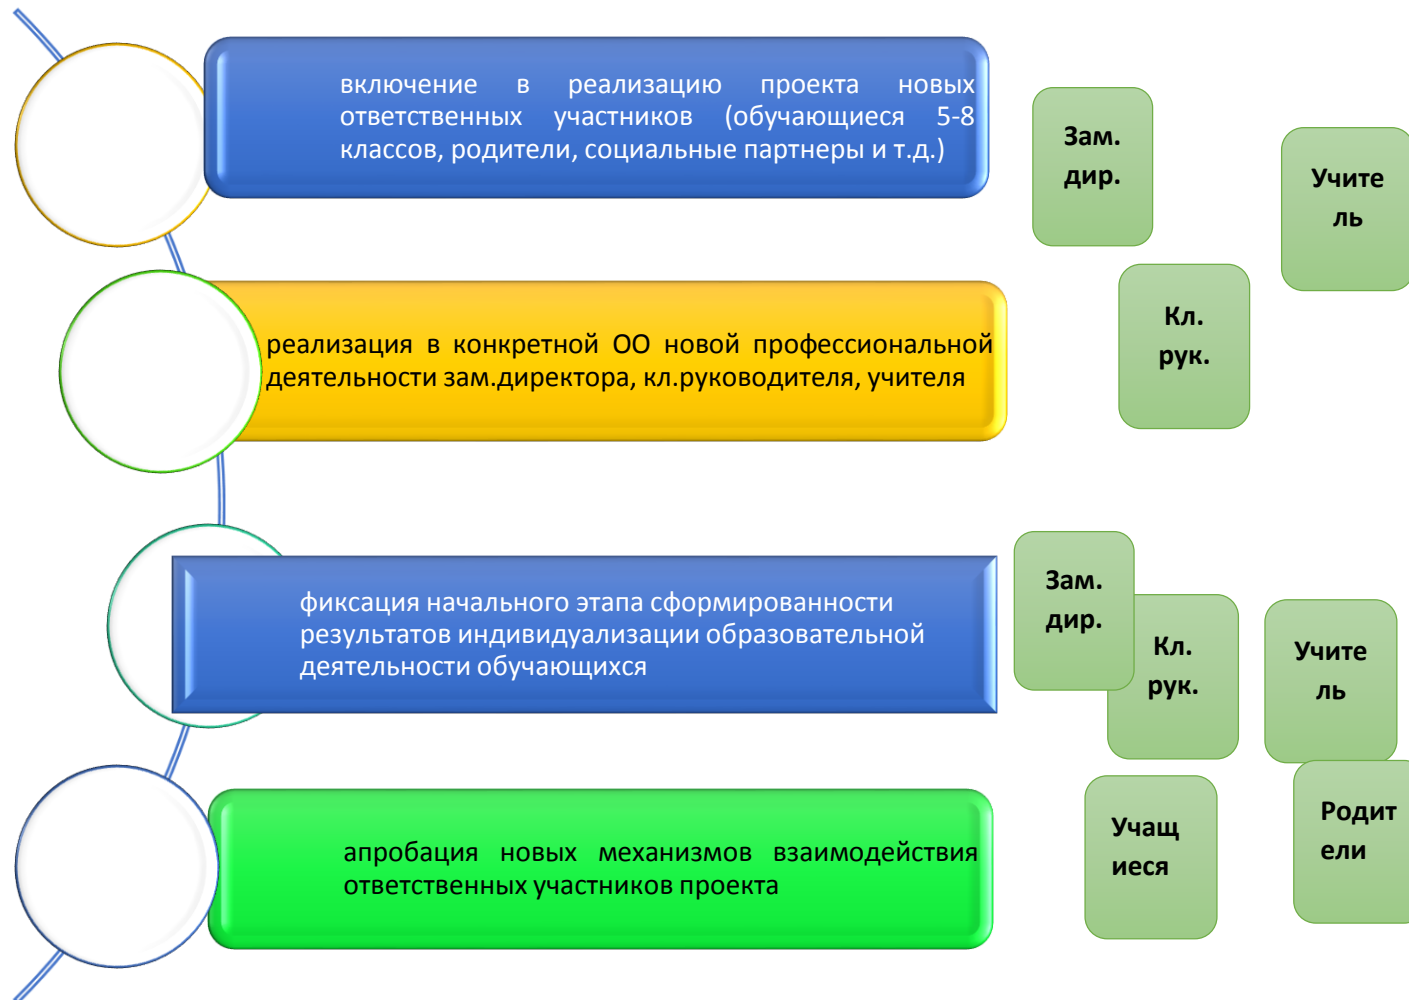 включение в реализацию проекта новых
ответственных участников (обучающиеся 5-8
классов, родители, социальные партнеры и т.д.)
Зам.
дир.
Учите
ль
Кл.
рук.
реализация в конкретной ОО новой профессиональной
деятельности зам.директора, кл.руководителя, учителя
фиксация начального этапа сформированности
результатов индивидуализации образовательной
деятельности обучающихся
Зам.
дир.
Кл.
рук.
Учите
ль
апробация новых механизмов взаимодействия
ответственных участников проекта
Учащ
иеся
Родит
ели